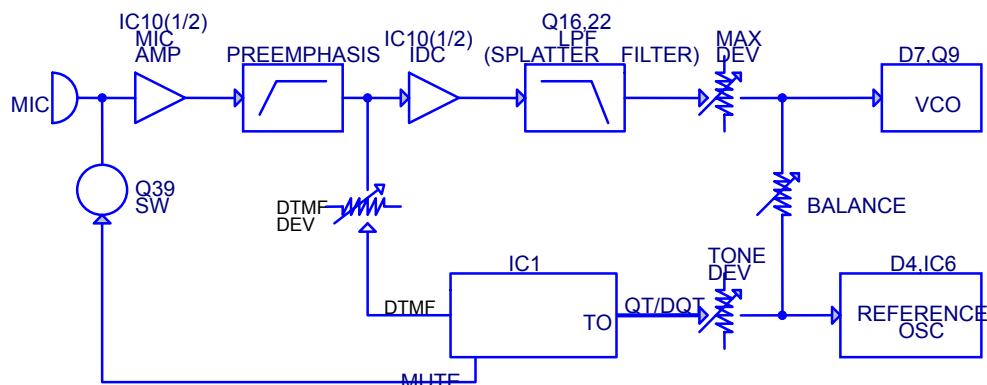 IC10(1/2)
MIC
AMP
PREEMPHASIS
IC10(1/2)
IDC
Q16,22
LPF
(SPLATTER FILTER)
MAX
DEV
D7,Q9
VCO
MIC
Q39
SW
DTMF
DEV
BALANCE
IC1
TONE
DEV
D4,IC6
DTMF
TO
QT/DQT
REFERENCE
OSC
MUTE